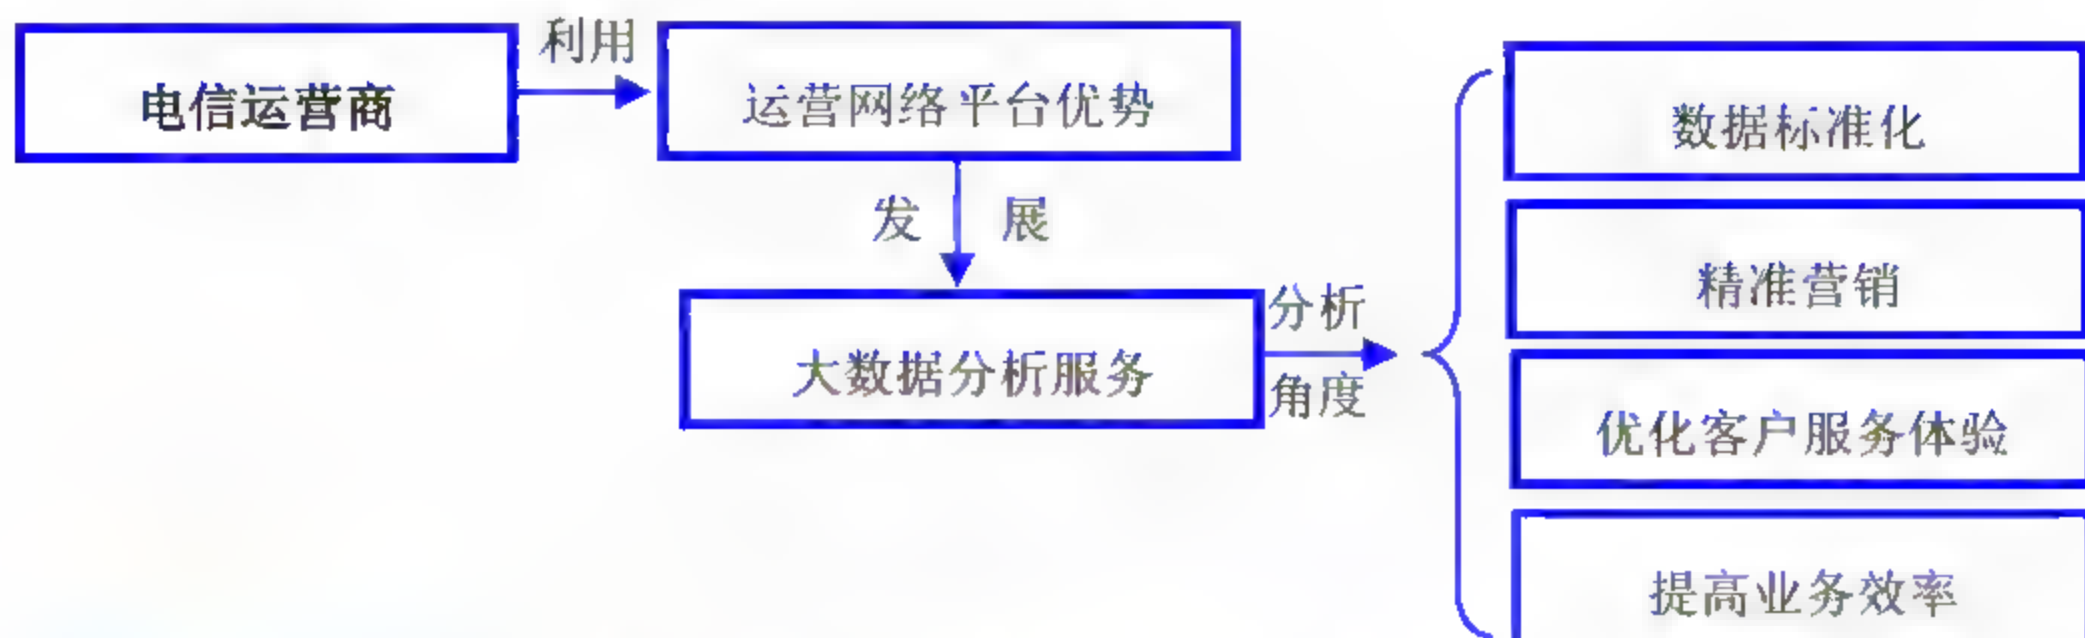 电信运营商
利用
运营网络平台优势
发 展
大数据分析服务
分析
角度
数据标准化
精准营销
优化客户服务体验
提高业务效率